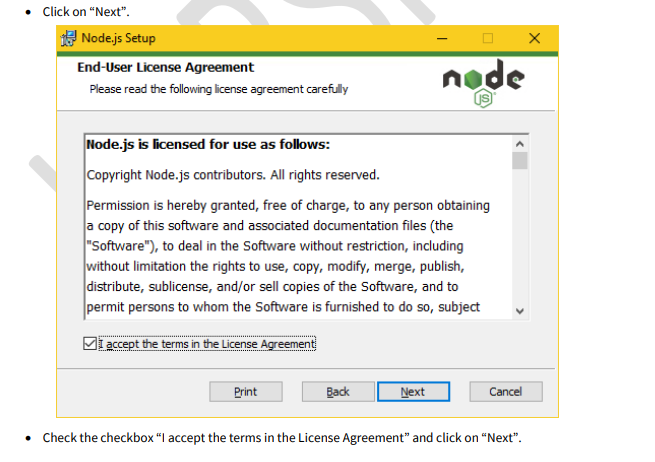 • Click on “Next”.
Node.js Setup
End-User License Agreement
Please read the following license agreement carefully
node
JS
Node.js is licensed for use as follows:
Copyright Node.js contributors. All rights reserved.
Permission is hereby granted, free of charge, to any person obtaining
a copy of this software and associated documentation files (the
"Software"), to deal in the Software without restriction, including
without limitation the rights to use, copy, modify, merge, publish,
distribute, sublicense, and/or sell copies of the Software, and to
permit persons to whom the Software is furnished to do so, subject
I accept the terms in the License Agreement
Print Back Next Cancel
• Check the checkbox “I accept the terms in the License Agreement” and click on “Next”.